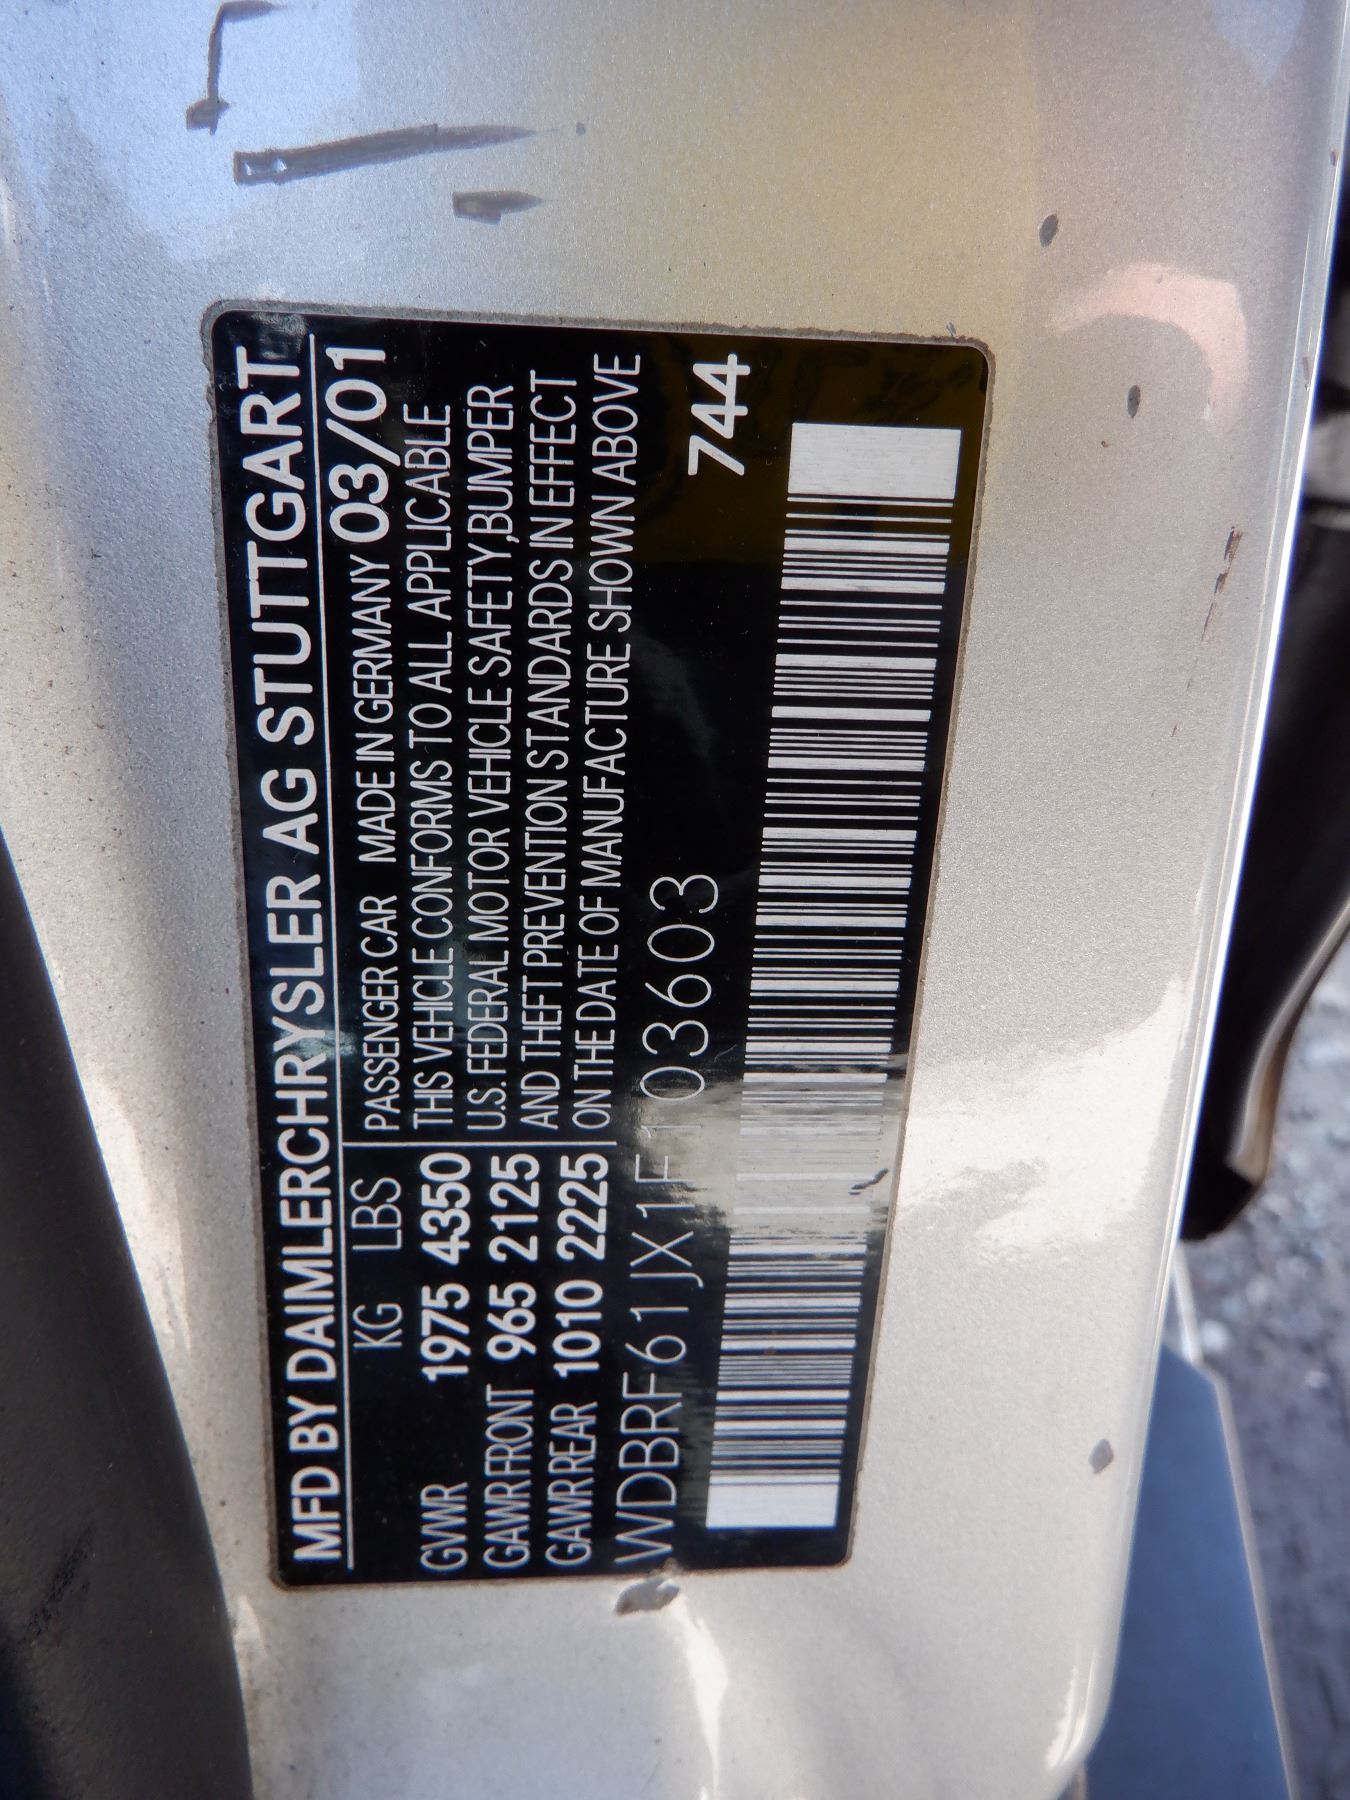 MFD BY DAIMLERCHRYSLER AG STUTTGART
KG LBS PASSENGER CAR MADE IN GERMANY 03/01
GVWR 1975 4350 THIS VEHICLE CONFORMS TO ALL APPLICABLE
U.S. FEDERAL MOTOR VEHICLE SAFETY,BUMPER
GAWR FRONT 965 2125 AND THEFT PREVENTION STANDARDS IN EFFECT
GAWR REAR 1010 2225 ON THE DATE OF MANUFACTURE SHOWN ABOVE
WDBRF61JX1F103603
744